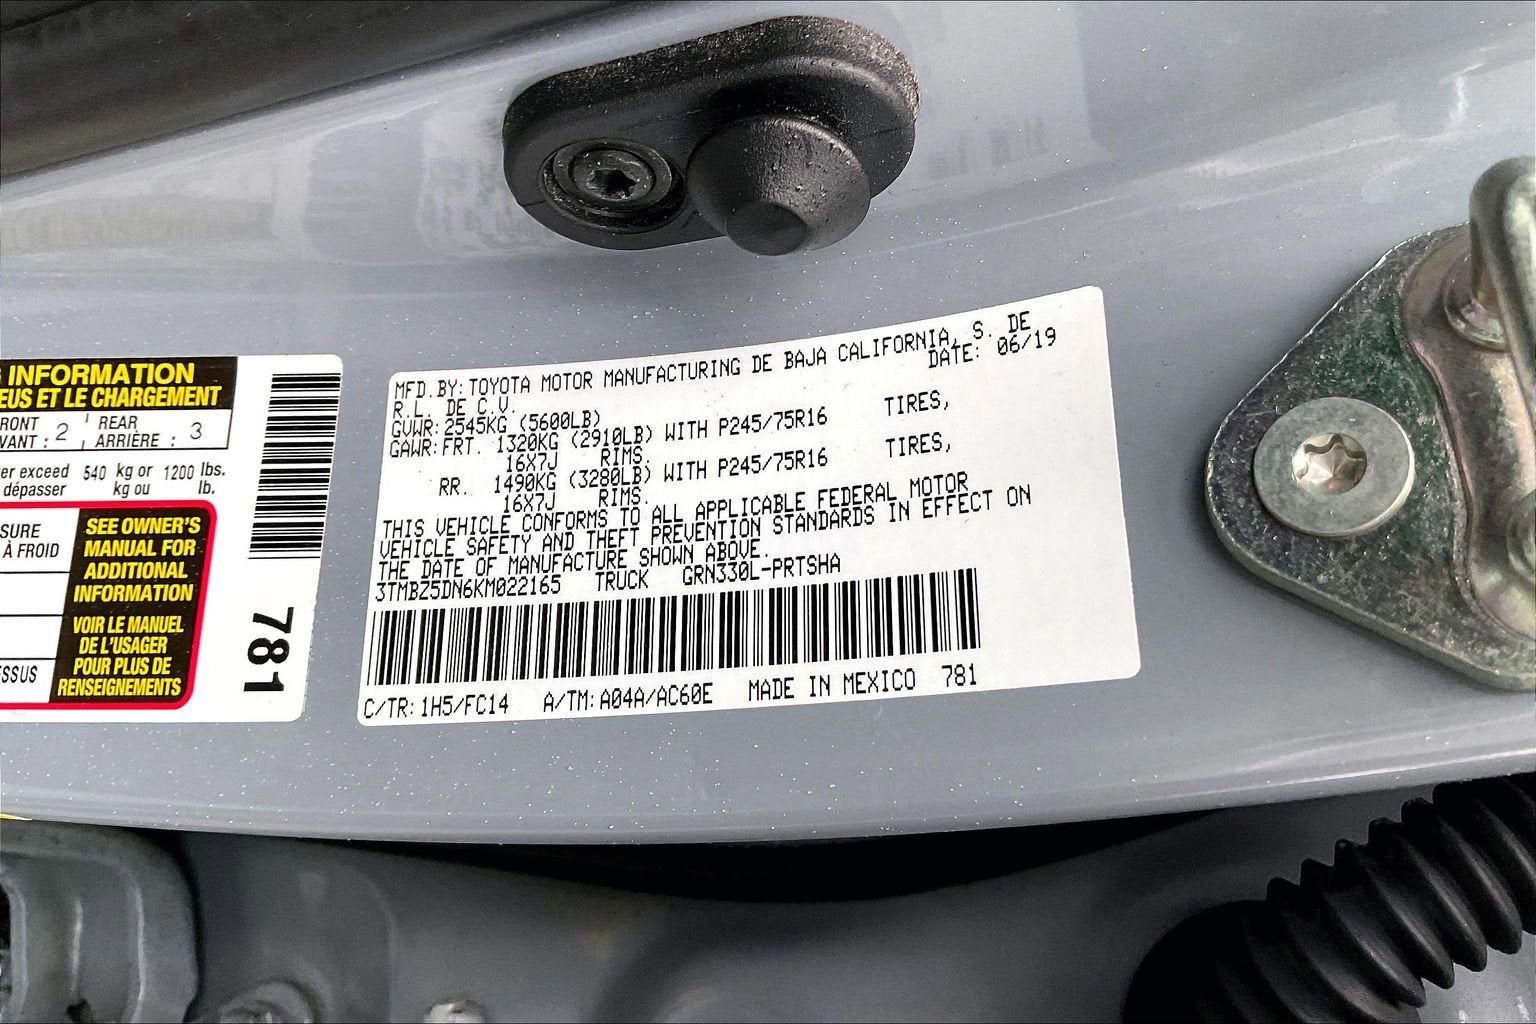 INFORMATION
EUS ET LE CHARGEMENT
RONT 2 REAR 3
VANT : ARRIÈRE :
er exceed 540 kg or 1200 lbs.
dépasser kg ou lb.
SURE
À FROID
ESSUS
SEE OWNER'S
MANUAL FOR
ADDITIONAL
INFORMATION
VOIR LE MANUEL
DE L'USAGER
POUR PLUS DE
RENSEIGNEMENTS
781
MFD.BY: TOYOTA MOTOR MANUFACTURING DE BAJA CALIFORNIA, S. DE
R.L. DE C.V. DATE: 06/19
GVWR: 2545KG (5600LB)
GAWR: FRT. 1320KG (2910LB) WITH P245/75R16 TIRES,
16X7J RIMS.
RR. 1490KG (3280LB) WITH P245/75R16 TIRES,
16X7J RIMS.
THIS VEHICLE CONFORMS TO ALL APPLICABLE FEDERAL MOTOR
VEHICLE SAFETY AND THEFT PREVENTION STANDARDS IN EFFECT ON
THE DATE OF MANUFACTURE SHOWN ABOVE.
3TMBZ5DN6KM022165 TRUCK GRN330L-PRTSHA
C/TR: 1H5/FC14 A/TM: A04A/AC60E MADE IN MEXICO 781